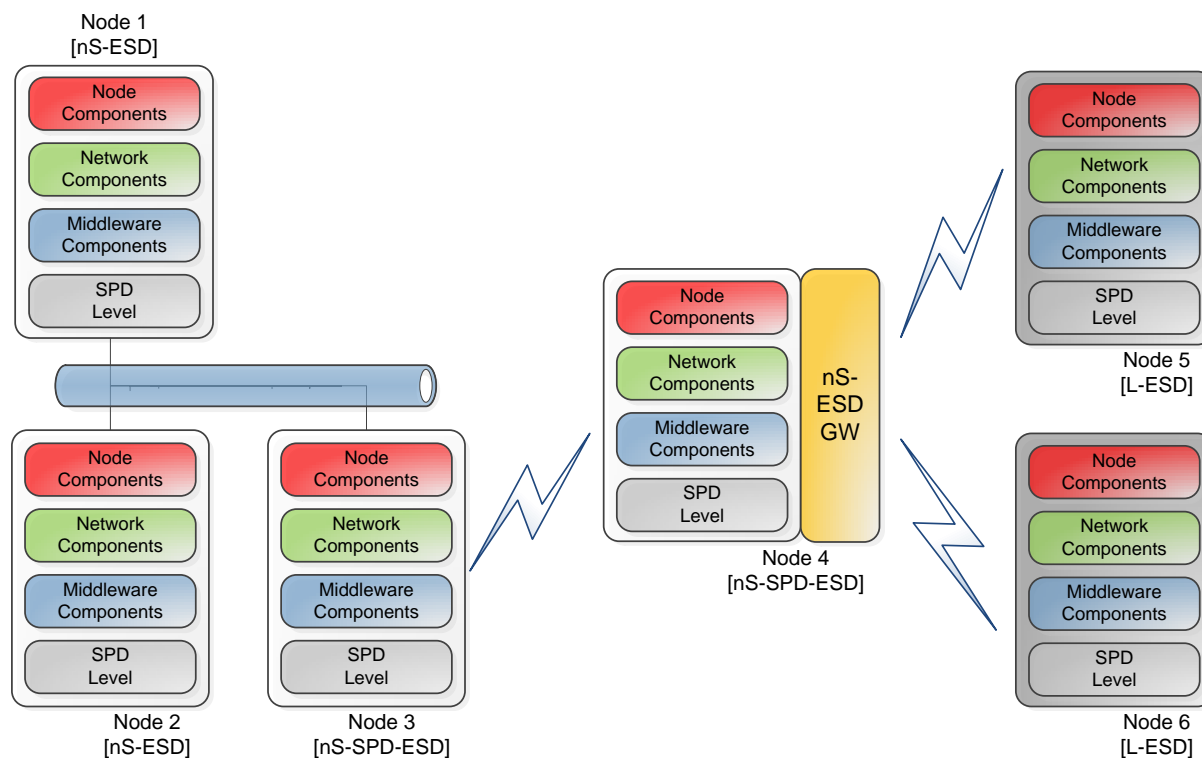 Node 1
[nS-ESD]
Node
Components
Network
Components
Middleware
Components
SPD
Level
Node
Components
Network
Components
Middleware
Components
SPD
Level
Node 2
[nS-ESD]
Node
Components
Network
Components
Middleware
Components
SPD
Level
Node 3
[nS-SPD-ESD]
Node
Components
Network
Components
Middleware
Components
SPD
Level
nS-
ESD
GW
Node 4
[nS-SPD-ESD]
Node
Components
Network
Components
Middleware
Components
SPD
Level
Node 5
[L-ESD]
Node
Components
Network
Components
Middleware
Components
SPD
Level
Node 6
[L-ESD]